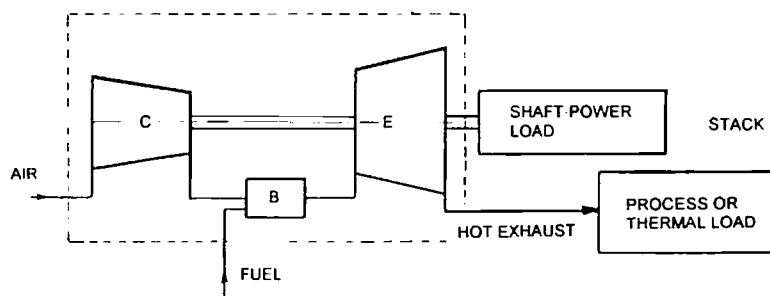 C
E
SHAFT-POWER
LOAD
STACK
AIR
B
PROCESS OR
THERMAL LOAD
HOT EXHAUST
FUEL